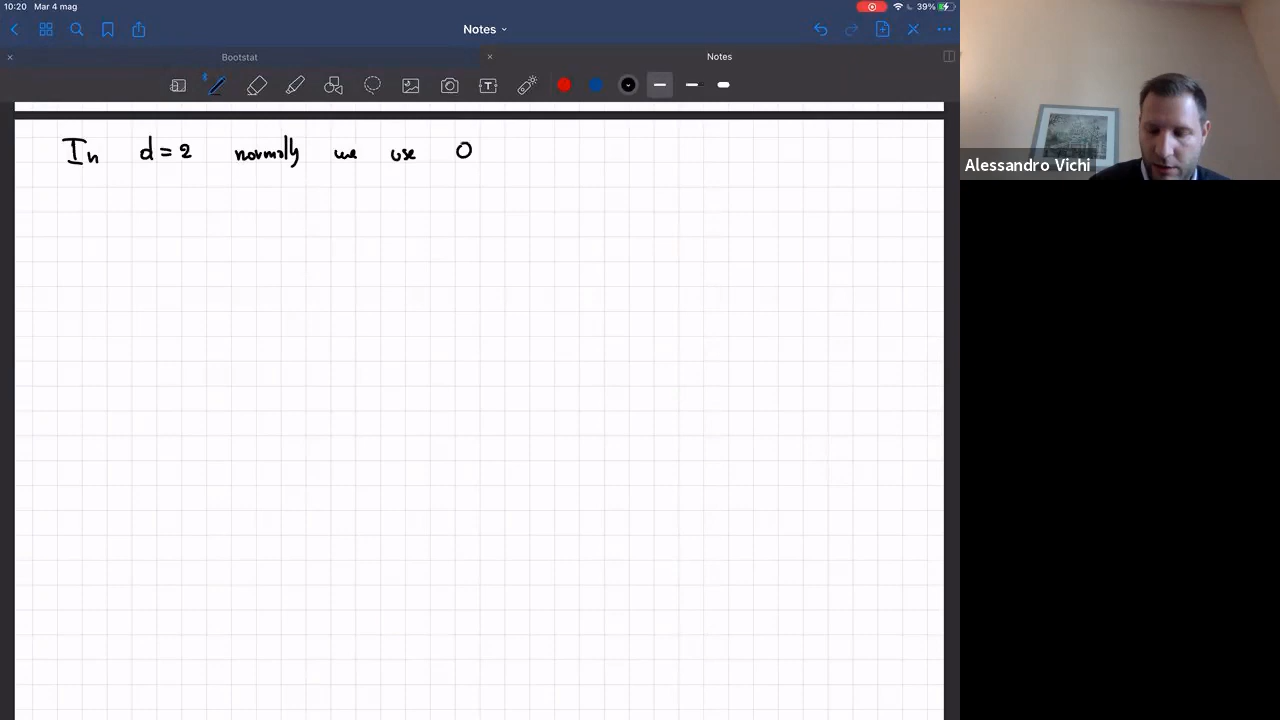 10:20 Mar 4 mag
39%
Notes
Bootstat
Notes
In d=2 normally we use O
Alessandro Vichi